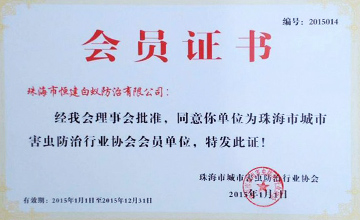 编号：2015014
会员证书
珠海市恒建白蚁防治有限公司：
经我会理事会批准，同意你单位为珠海市城市
害虫防治行业协会会员单位，特发此证！
珠海市城市害虫防治行业协会
2015年1月1日
有效期：2015年1月1日至2015年12月31日